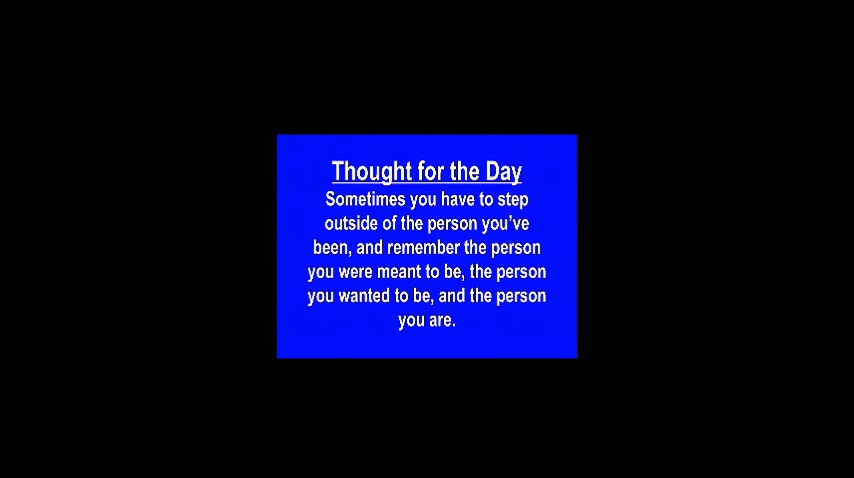 Thought for the Day
Sometimes you have to step
outside of the person you’ve
been, and remember the person
you were meant to be, the person
you wanted to be, and the person
you are.